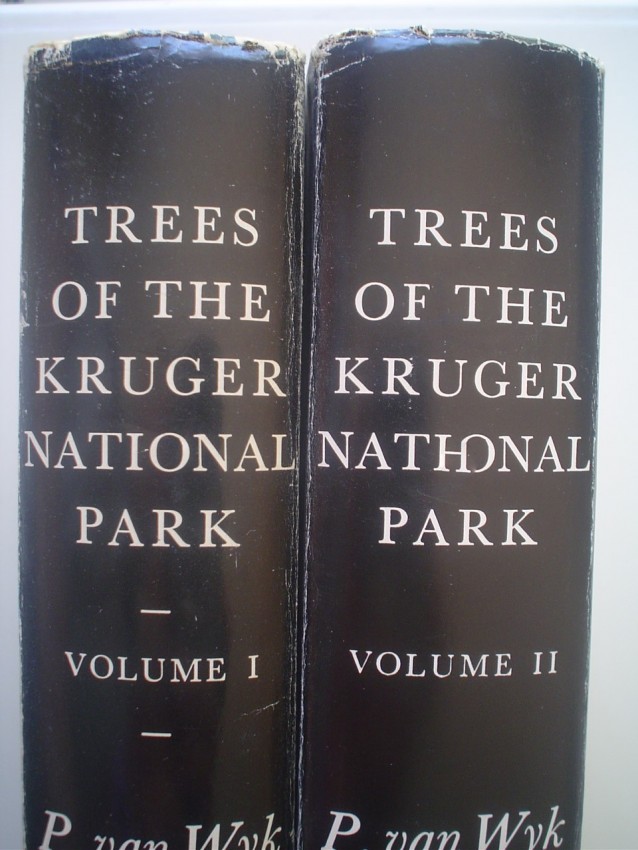 TREES
OF THE
KRUGER
NATIONAL
PARK
—
VOLUME I
—
P. van Wyk
TREES
OF THE
KRUGER
NATIONAL
PARK
VOLUME II
P. van Wyk